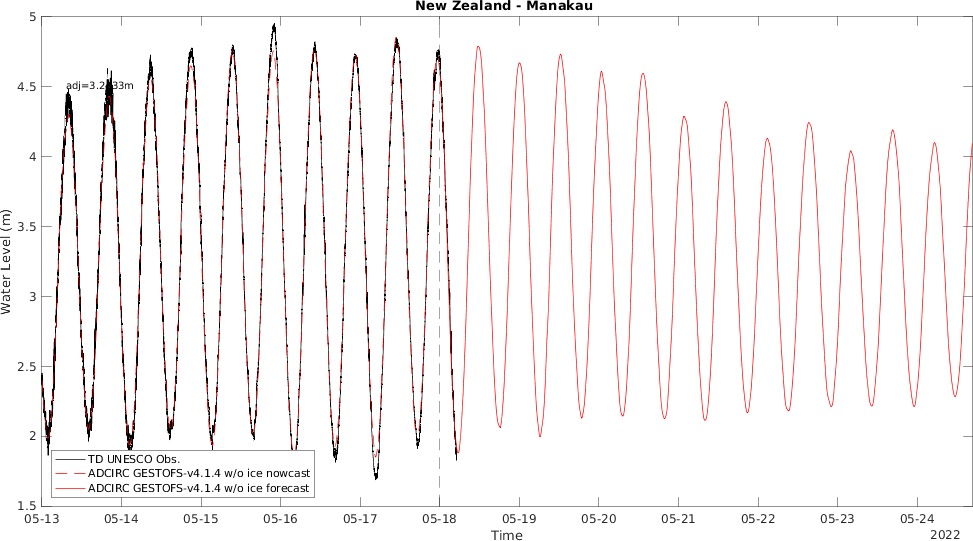 New Zealand - Manakau
5
4.5
4
3.5
3
2.5
2
1.5
Water Level (m)
TD UNESCO Obs.
ADCIRC GESTOFS-v4.1.4 w/o ice nowcast
ADCIRC GESTOFS-v4.1.4 w/o ice forecast
05-13 05-14 05-15 05-16 05-17 05-18 05-19 05-20 05-21 05-22 05-23 05-24
Time
2022